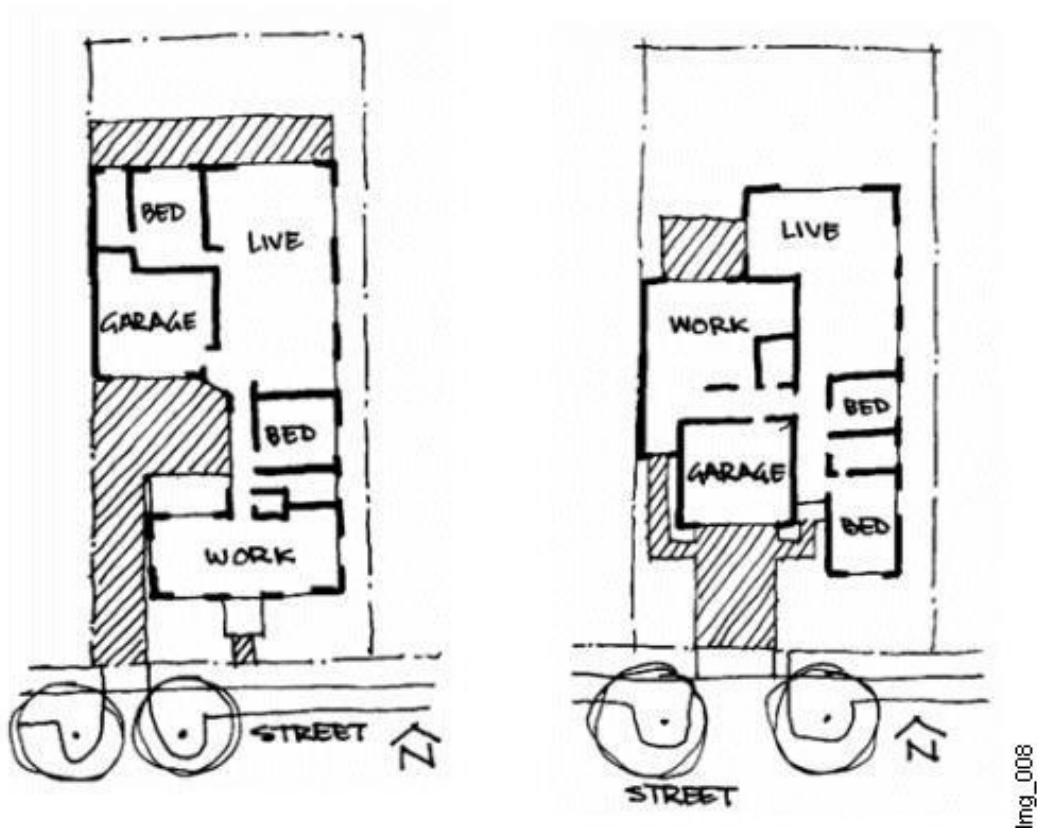 BED
LIVE
GARAGE
BED
WORK
STREET
N
LIVE
WORK
BED
GARAGE
BED
N
STREET
Img_008